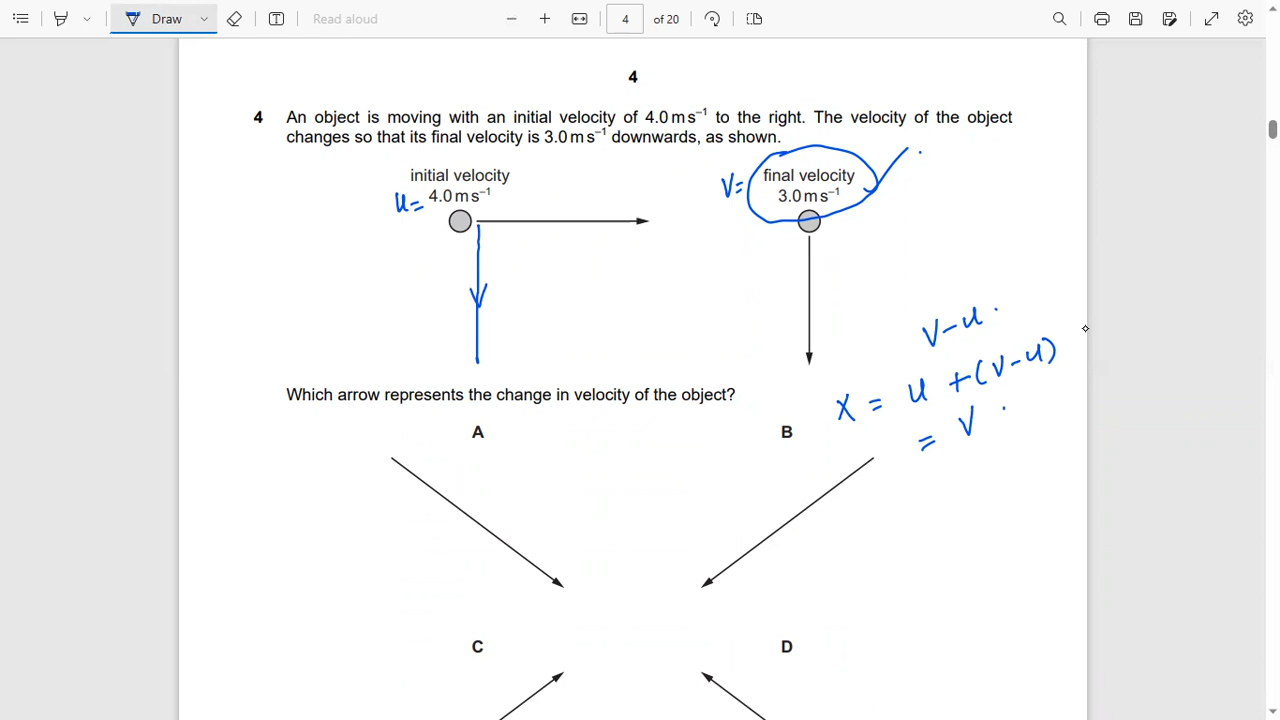 Draw
Read aloud
4
of 20
4
4 An object is moving with an initial velocity of 4.0 m s⁻¹ to the right. The velocity of the object
changes so that its final velocity is 3.0 m s⁻¹ downwards, as shown.
initial velocity
u= 4.0 m s⁻¹
final velocity
V= 3.0 m s⁻¹
V-u
X = u +(V-u)
= V
Which arrow represents the change in velocity of the object?
A
B
C
D